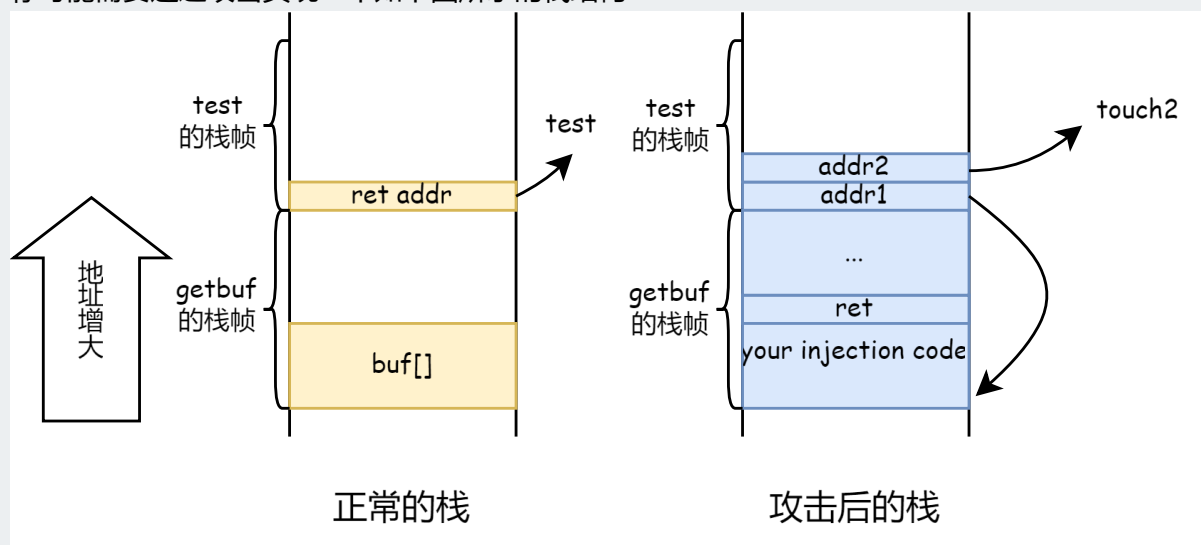 test
的栈帧
test
ret addr
地址增大
getbuf
的栈帧
buf[]
正常的栈
test
的栈帧
touch2
addr2
addr1
...
getbuf
的栈帧
ret
your injection code
攻击后的栈